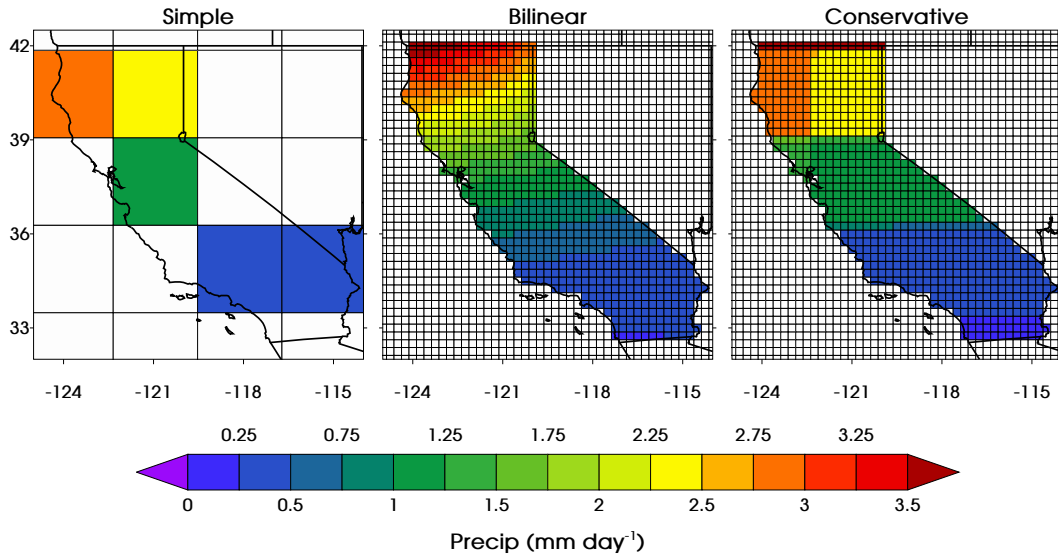 Simple Bilinear Conservative
42
39
36
33
-124 -121 -118 -115 -124 -121 -118 -115 -124 -121 -118 -115
0.25 0.75 1.25 1.75 2.25 2.75 3.25
0 0.5 1 1.5 2 2.5 3 3.5
Precip (mm day⁻¹)